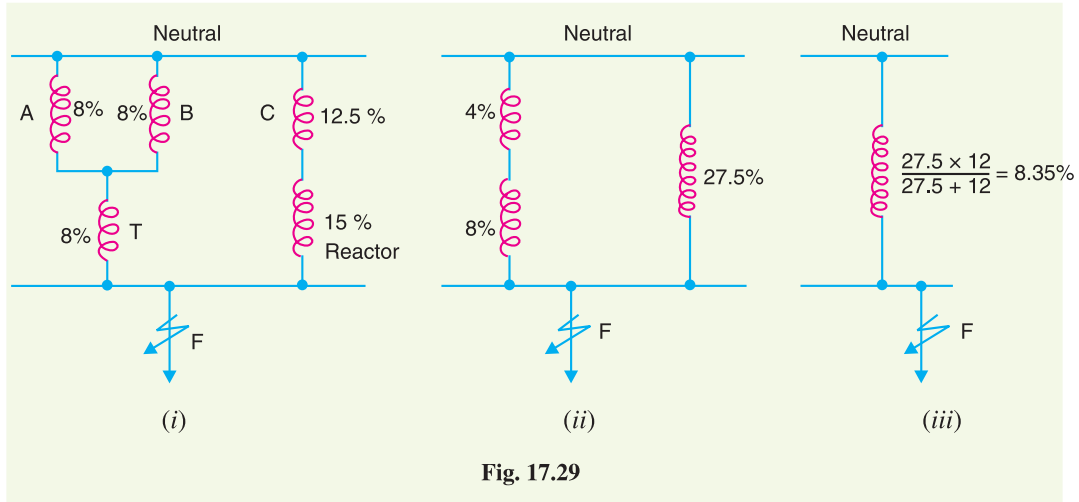 Neutral
A
8%
8%
B
C
12.5 %
8%
T
15 %
Reactor
F
(i)
Neutral
4%
8%
27.5%
F
(ii)
Neutral
27.5 × 12
27.5 + 12
= 8.35%
F
(iii)
Fig. 17.29